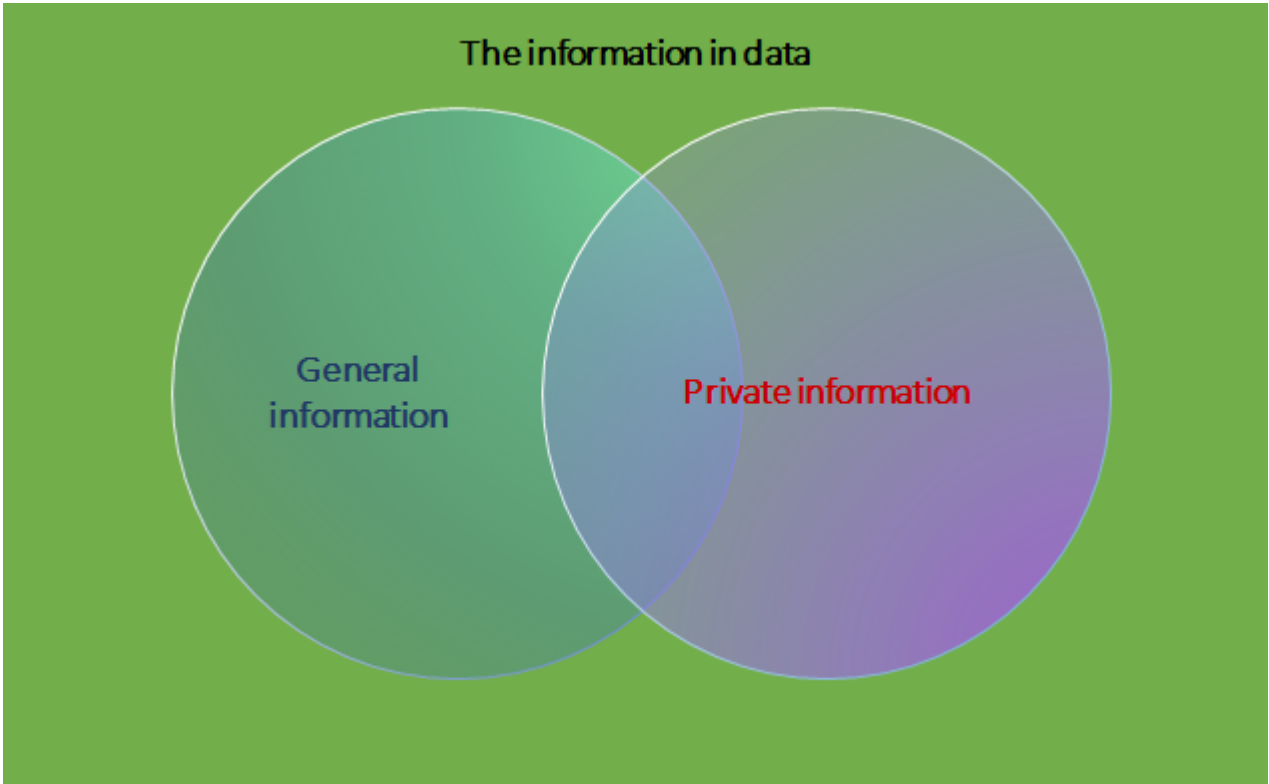 The information in data
General
information
Private information